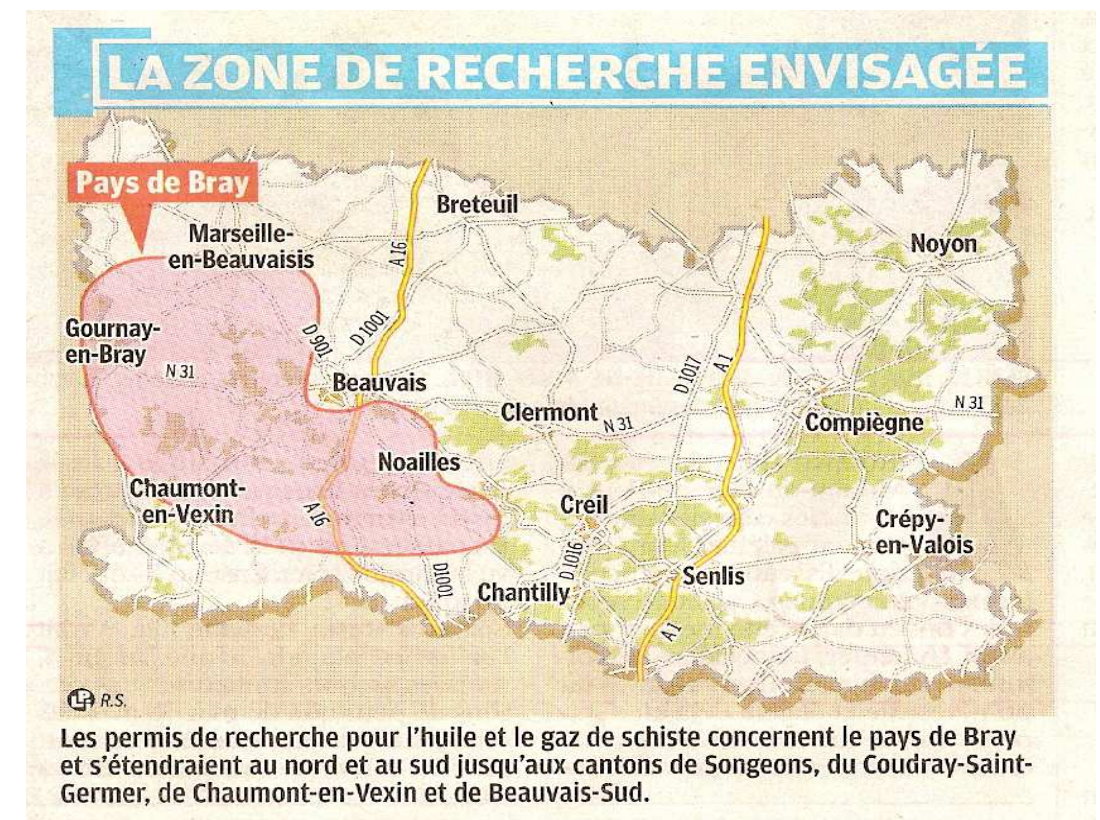 LA ZONE DE RECHERCHE ENVISAGÉE
Pays de Bray
Breteuil
Marseille-
en-Beauvaisis
Noyon
A 16
Gournay-
en-Bray
D 901
D 1001
N 31
D 1017
A 1
Beauvais
Clermont
N 31
N 31
Compiègne
Noailles
Chaumont-
en-Vexin
A 16
Creil
Crépy-
en-Valois
D 1016
D1001
Senlis
Chantilly
A 1
LP R.S.
Les permis de recherche pour l'huile et le gaz de schiste concernent le pays de Bray
et s'étendraient au nord et au sud jusqu'aux cantons de Songeons, du Coudray-Saint-
Germer, de Chaumont-en-Vexin et de Beauvais-Sud.